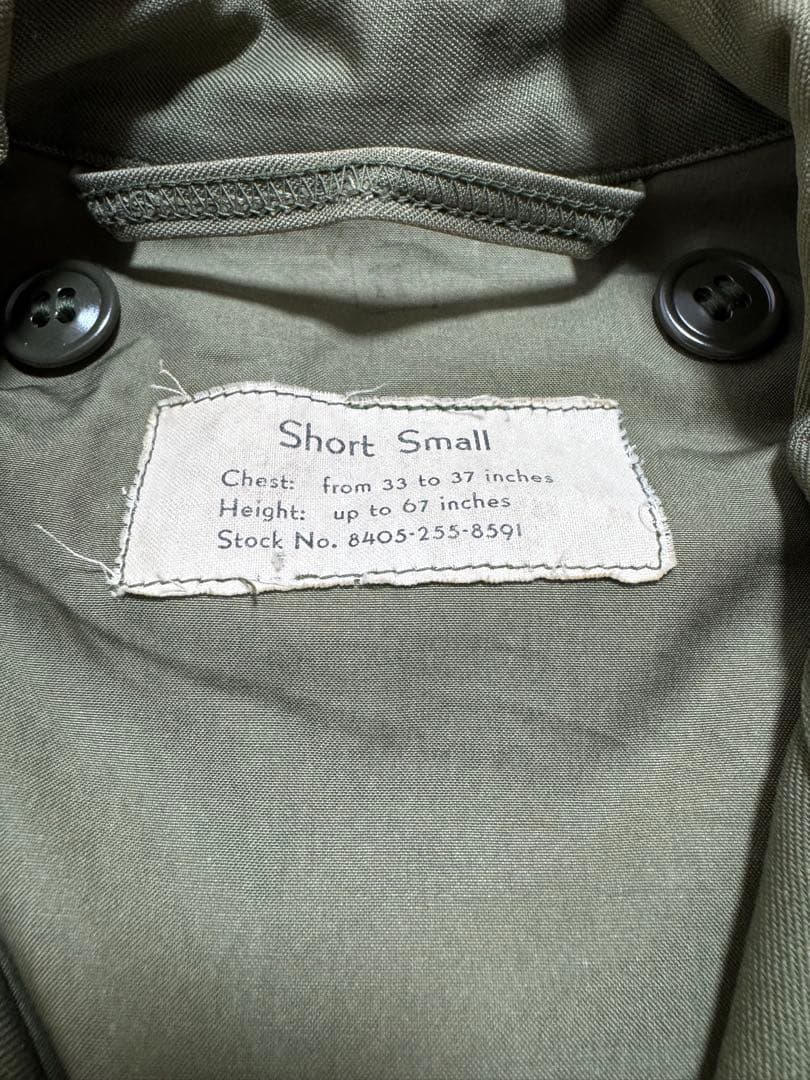 Short Small
Chest: from 33 to 37 inches
Height: up to 67 inches
Stock No. 8405-255-8591